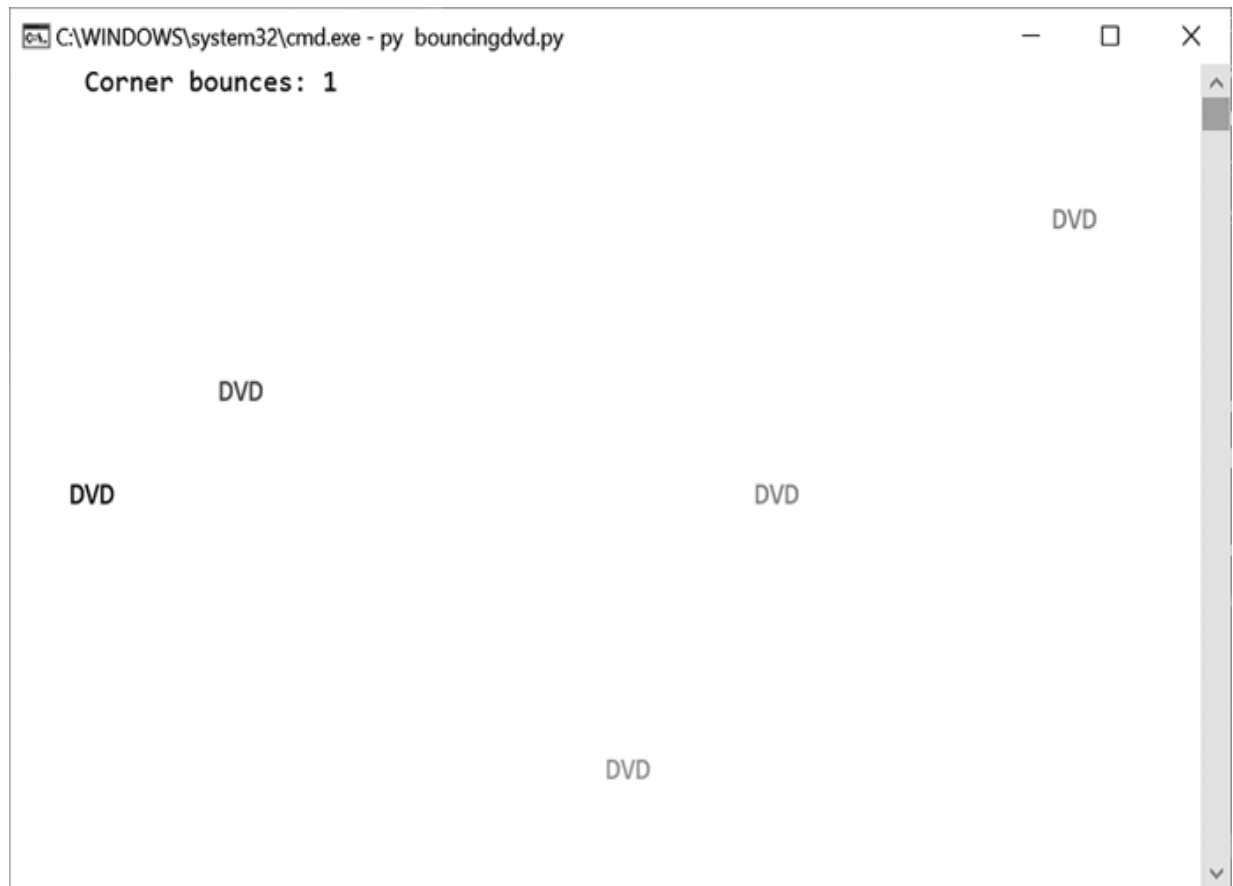 C:\WINDOWS\system32\cmd.exe - py bouncingdvd.py
Corner bounces: 1
DVD
DVD
DVD DVD
DVD